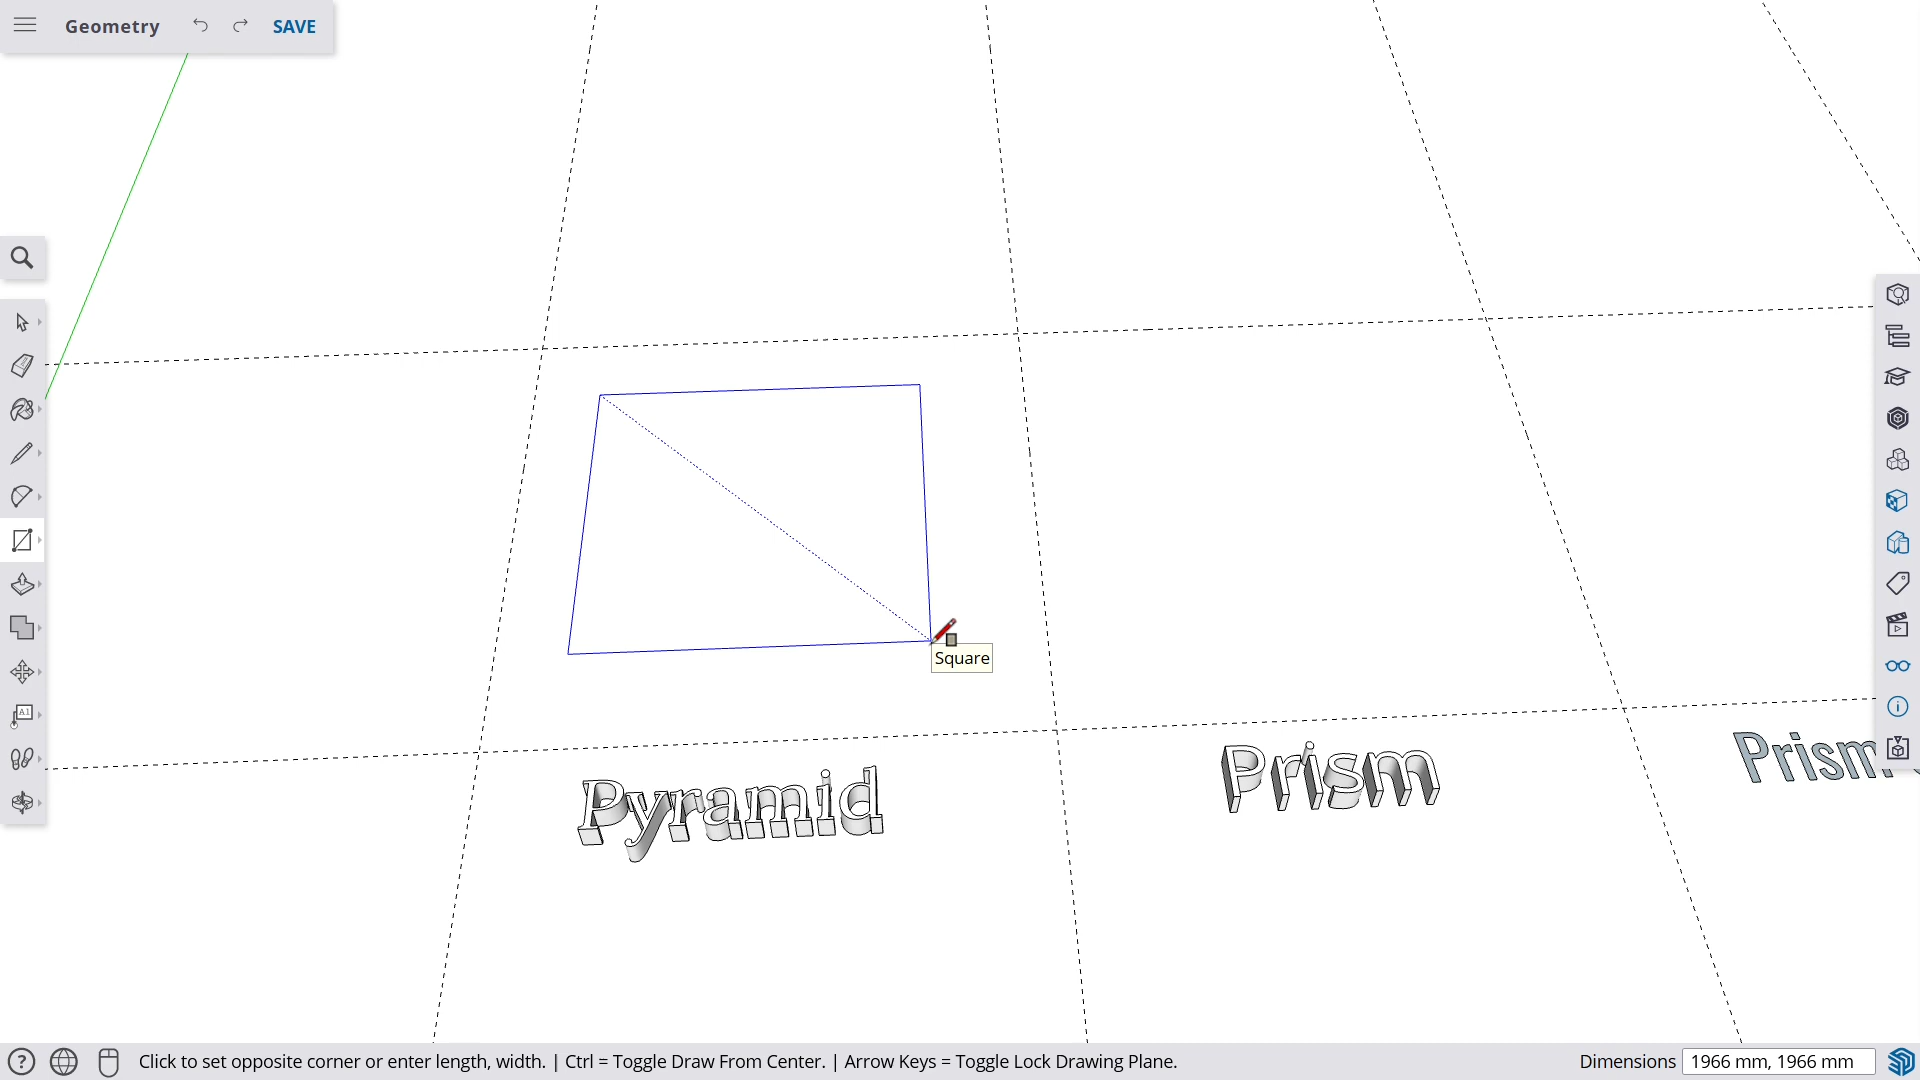 Geometry SAVE
Square
Pyramid
Prism
Prism
A1
? Click to set opposite corner or enter length, width. | Ctrl = Toggle Draw From Center. | Arrow Keys = Toggle Lock Drawing Plane. Dimensions 1966 mm, 1966 mm